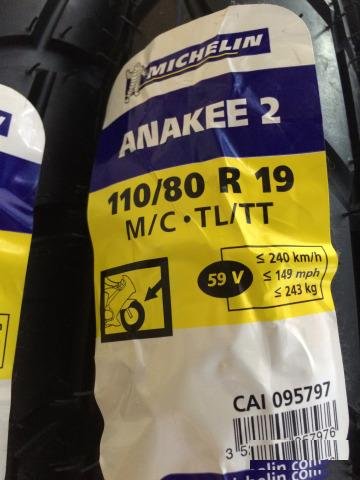 MICHELIN
ANAKEE 2
110/80 R 19
M/C • TL/TT
59 V
≤ 240 km/h
≤ 149 mph
≤ 243 kg
CAI 095797